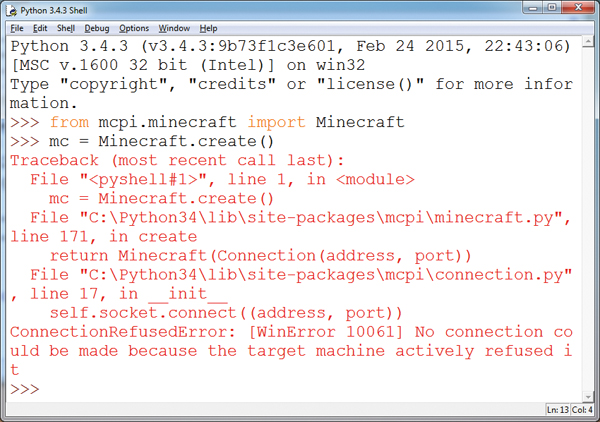 Python 3.4.3 Shell
File Edit Shell Debug Options Window Help
Python 3.4.3 (v3.4.3:9b73f1c3e601, Feb 24 2015, 22:43:06)
[MSC v.1600 32 bit (Intel)] on win32
Type "copyright", "credits" or "license()" for more infor
mation.
>>> from mcpi.minecraft import Minecraft
>>> mc = Minecraft.create()
Traceback (most recent call last):
  File "<pyshell#1>", line 1, in <module>
    mc = Minecraft.create()
  File "C:\Python34\lib\site-packages\mcpi\minecraft.py",
line 171, in create
    return Minecraft(Connection(address, port))
  File "C:\Python34\lib\site-packages\mcpi\connection.py"
, line 17, in __init__
    self.socket.connect((address, port))
ConnectionRefusedError: [WinError 10061] No connection co
uld be made because the target machine actively refused i
t
>>>
Ln: 13 Col: 4